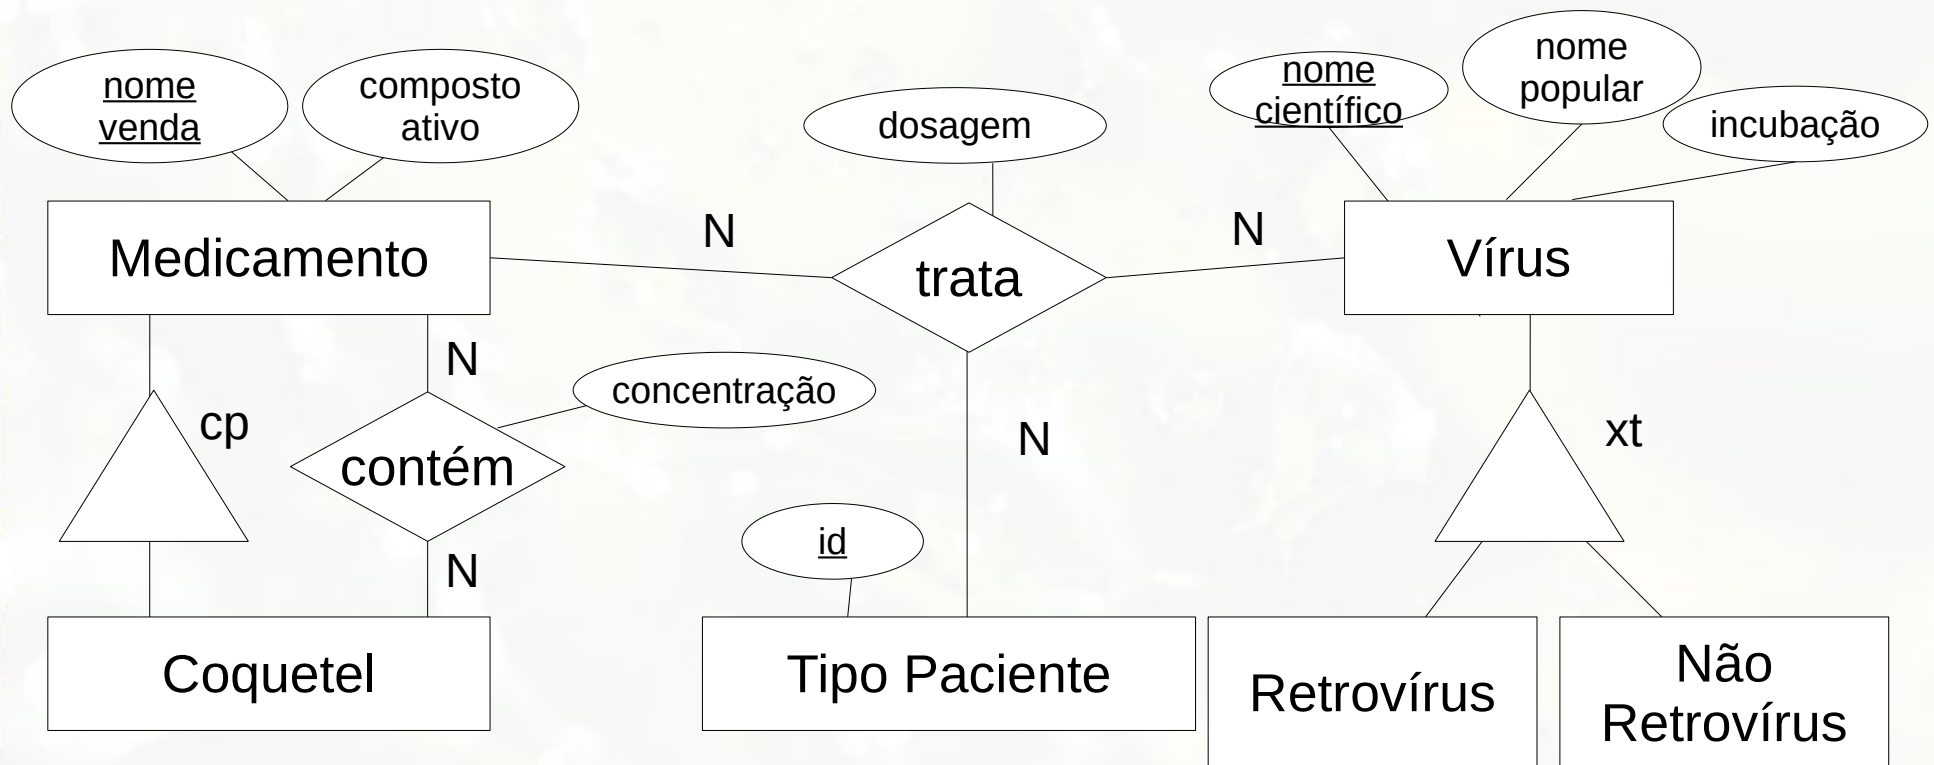 nome
venda
composto
ativo
dosagem
nome
científico
nome
popular
incubação
Medicamento
N
trata
N
Vírus
N
cp
contém
concentração
N
xt
id
N
Coquetel
Tipo Paciente
Retrovírus
Não
Retrovírus